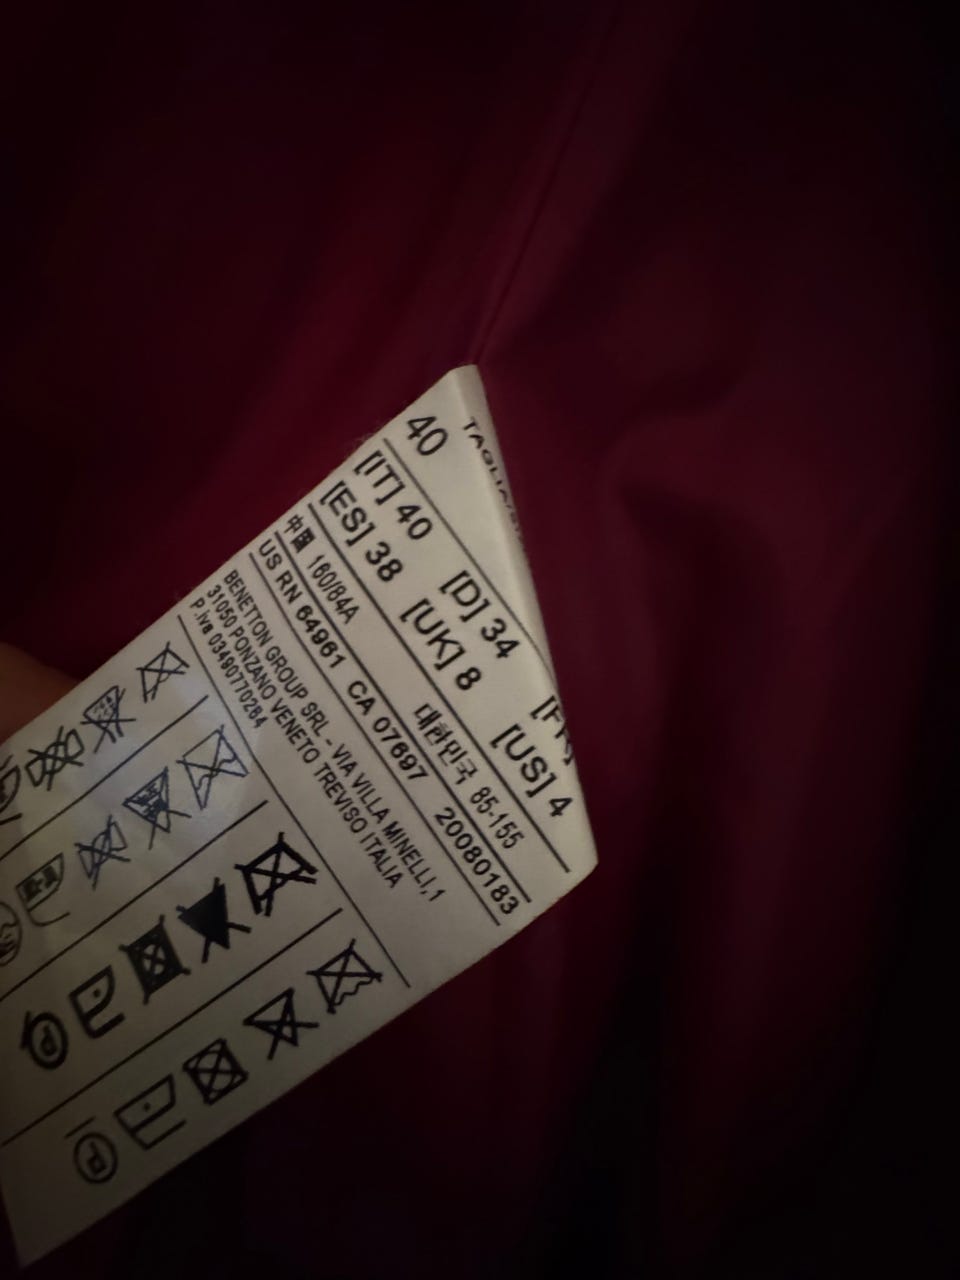 40
[IT] 40 [D] 34 [FR]
[ES] 38 [UK] 8 [US] 4
中国 160/84A 대한민국 85-155
US RN 64961 CA 07697 20080183
BENETTON GROUP SRL - VIA VILLA MINELLI,1
31050 PONZANO VENETO TREVISO ITALIA
P.iva 03490770264
P
P